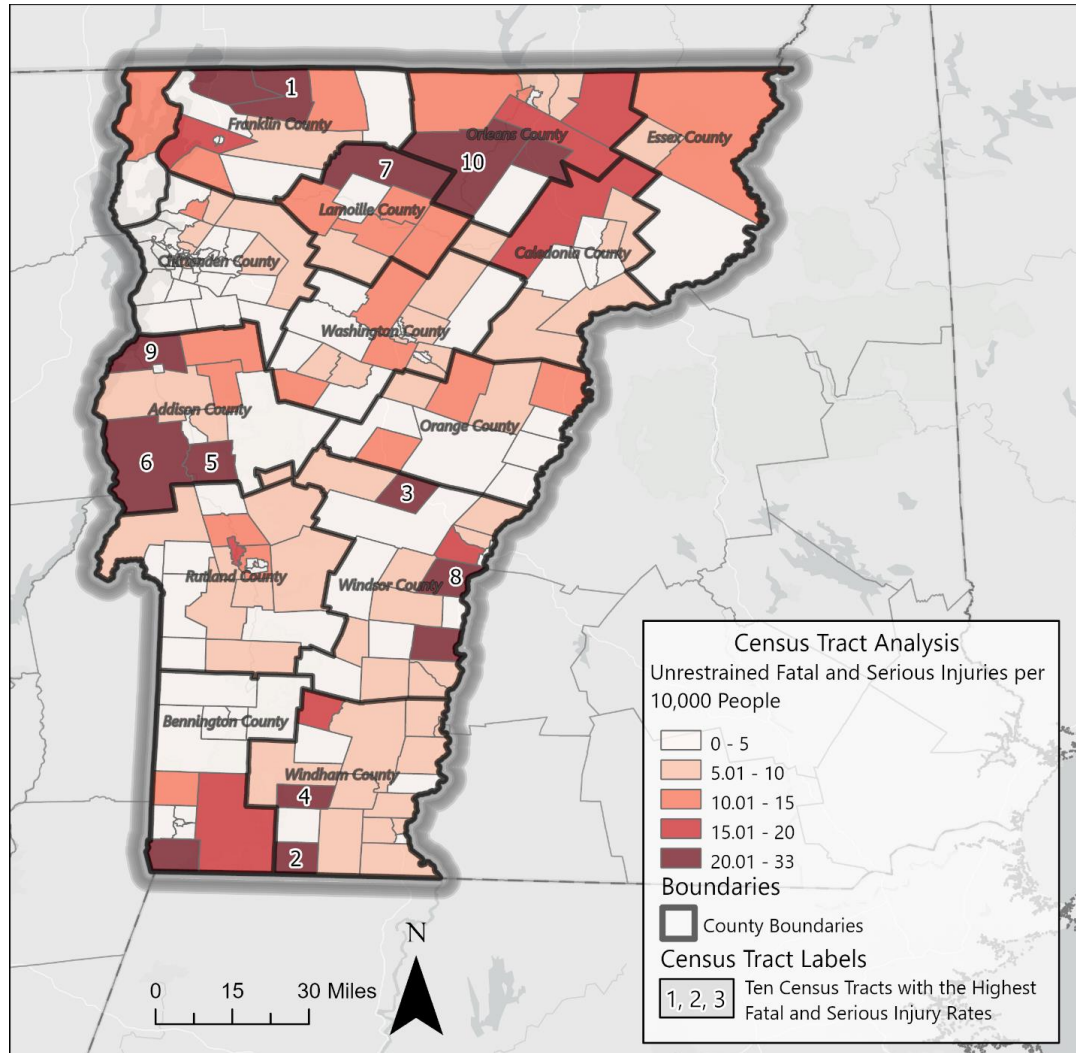 1
Franklin County
Orleans County
Essex County
10
7
Lamoille County
Chittenden County
Caledonia County
Washington County
9
Addison County
Orange County
6
5
3
Rutland County
Windsor County
8
Bennington County
Windham County
4
2
Census Tract Analysis
Unrestrained Fatal and Serious Injuries per
10,000 People
0 - 5
5.01 - 10
10.01 - 15
15.01 - 20
20.01 - 33
Boundaries
County Boundaries
Census Tract Labels
1, 2, 3
Ten Census Tracts with the Highest
Fatal and Serious Injury Rates
N
0 15 30 Miles